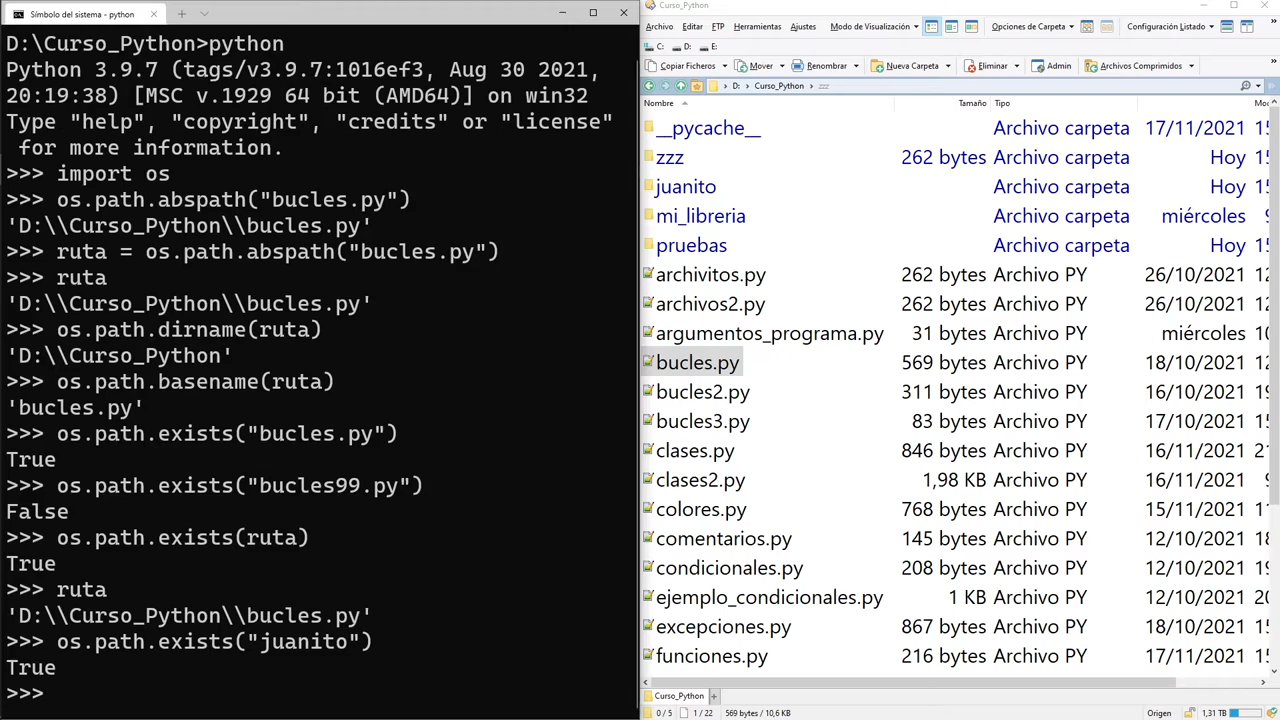 Símbolo del sistema - python
D:\Curso_Python>python
Python 3.9.7 (tags/v3.9.7:1016ef3, Aug 30 2021,
20:19:38) [MSC v.1929 64 bit (AMD64)] on win32
Type "help", "copyright", "credits" or "license"
for more information.
>>> import os
>>> os.path.abspath("bucles.py")
'D:\\Curso_Python\\bucles.py'
>>> ruta = os.path.abspath("bucles.py")
>>> ruta
'D:\\Curso_Python\\bucles.py'
>>> os.path.dirname(ruta)
'D:\\Curso_Python'
>>> os.path.basename(ruta)
'bucles.py'
>>> os.path.exists("bucles.py")
True
>>> os.path.exists("bucles99.py")
False
>>> os.path.exists(ruta)
True
>>> ruta
'D:\\Curso_Python\\bucles.py'
>>> os.path.exists("juanito")
True
>>>
Curso_Python
Archivo Editar FTP Herramientas Ajustes Modo de Visualización Opciones de Carpeta Configuración Listado »
C: D: E:
Copiar Ficheros Mover Renombrar Nueva Carpeta Eliminar Admin Archivos Comprimidos »
D: › Curso_Python › zzz
Nombre Tamaño Tipo
__pycache__ Archivo carpeta 17/11/2021 15
zzz 262 bytes Archivo carpeta Hoy 15
juanito Archivo carpeta Hoy 15
mi_libreria Archivo carpeta miércoles 9
pruebas Archivo carpeta Hoy 15
archivitos.py 262 bytes Archivo PY 26/10/2021 12
archivos2.py 262 bytes Archivo PY 26/10/2021 12
argumentos_programa.py 31 bytes Archivo PY miércoles
bucles.py 569 bytes Archivo PY 18/10/2021 12
bucles2.py 311 bytes Archivo PY 16/10/2021 9
bucles3.py 83 bytes Archivo PY 17/10/2021
clases.py 846 bytes Archivo PY 16/11/2021 21
clases2.py 1,98 KB Archivo PY 16/11/2021 9
colores.py 768 bytes Archivo PY 15/11/2021
comentarios.py 145 bytes Archivo PY 12/10/2021
condicionales.py 208 bytes Archivo PY 12/10/2021
ejemplo_condicionales.py 1 KB Archivo PY 12/10/2021 20
excepciones.py 867 bytes Archivo PY 18/10/2021
funciones.py 216 bytes Archivo PY 17/11/2021
Curso_Python +
0 / 5 1 / 22 569 bytes / 10,6 KB Origen 1,31 TB